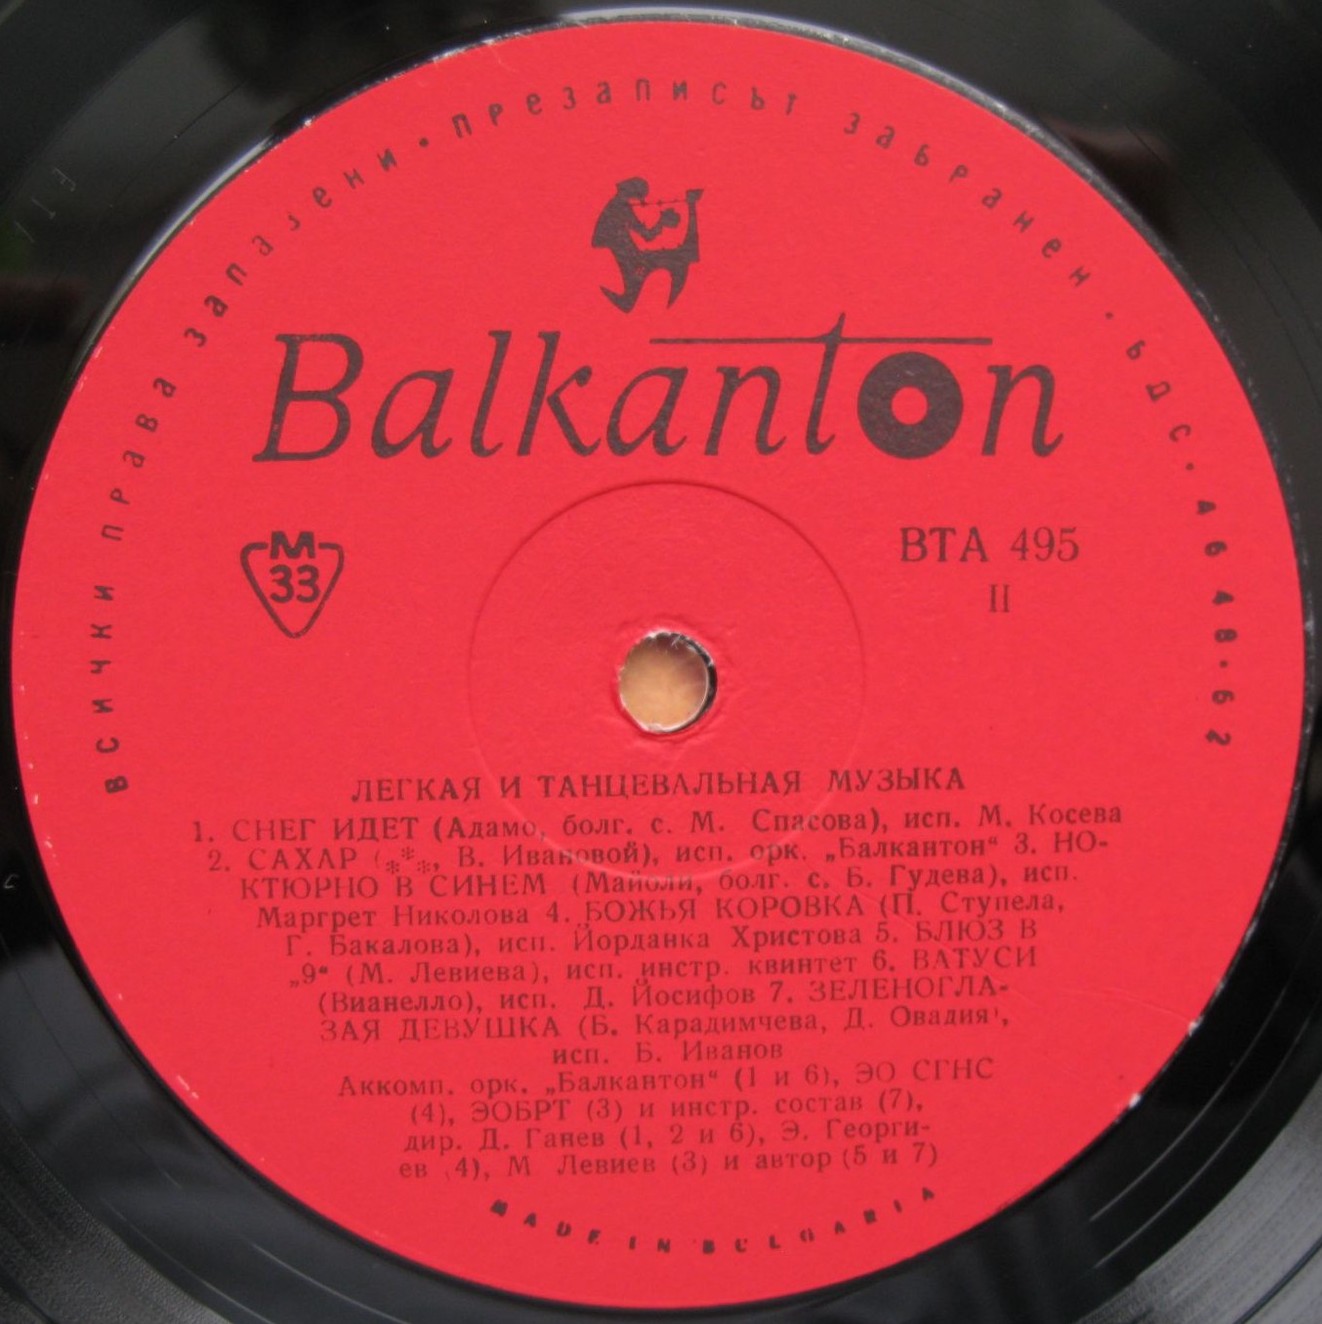 ВСИЧКИ ПРАВА ЗАПАЗЕНИ · ПРЕЗАПИСЪТ ЗАБРАНЕН · БДС · 4648·62
Balkanton
М
33
ВТА 495
II
ЛЕГКАЯ И ТАНЦЕВАЛЬНАЯ МУЗЫКА
1. СНЕГ ИДЕТ (Адамо, болг. с. М. Спасова), исп. М. Косева
2. САХАР (***, В. Ивановой), исп. орк. „Балкантон“ 3. НО-
КТЮРНО В СИНЕМ (Майоли, болг. с. Б. Гудева), исп.
Маргрет Николова 4. БОЖЬЯ КОРОВКА (П. Ступела,
Г. Бакалова), исп. Йорданка Христова 5. БЛЮЗ В
„9“ (М. Левиева), исп. инстр. квинтет 6. ВАТУСИ
(Вианелло), исп. Д. Йосифов 7. ЗЕЛЕНОГЛА-
ЗАЯ ДЕВУШКА (Б. Карадимчева, Д. Овадия),
исп. Б. Иванов
Аккомп. орк. „Балкантон“ (1 и 6), ЭО СГНС
(4), ЭОБРТ (3) и инстр. состав (7),
дир. Д. Ганев (1, 2 и 6), Э. Георги-
ев (4), М Левиев (3) и автор (5 и 7)
MADE IN BULGARIA